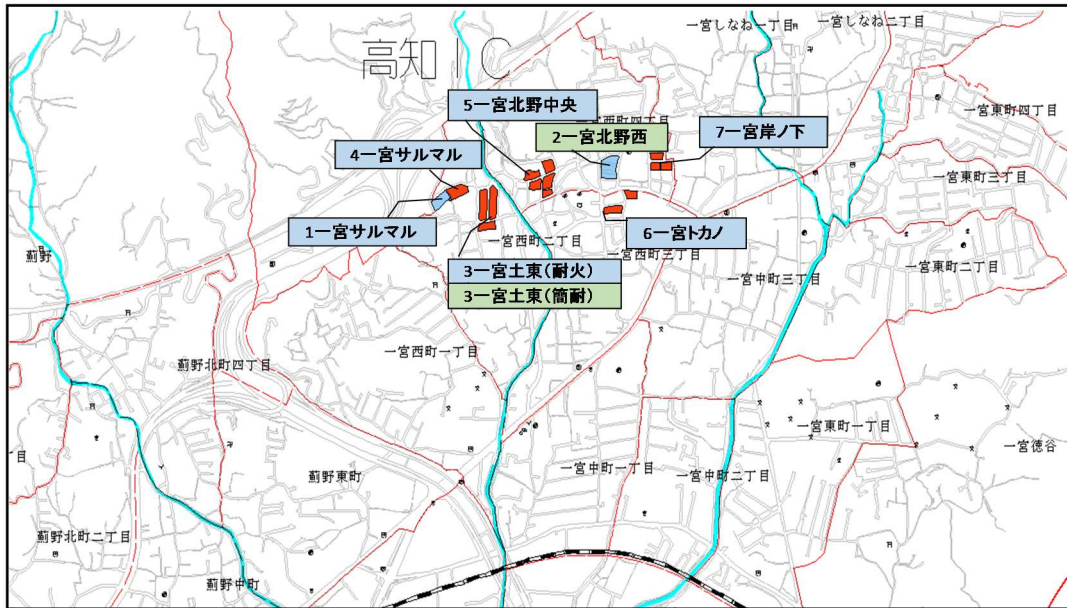 一宮しなね一丁目
一宮しなね二丁目
高知IC
5一宮北野中央
一宮西町四丁目
一宮東町四丁目
2一宮北野西
7一宮岸ノ下
4一宮サルマル
一宮東町三丁目
1一宮サルマル
一宮西町二丁目
6一宮トカノ
薊野
一宮西町三丁目
3一宮土東(耐火)
3一宮土東(簡耐)
一宮中町三丁目
一宮東町二丁目
一宮西町一丁目
薊野北町四丁目
一宮東町一丁目
一宮徳谷
一目
薊野東町
一宮中町一丁目
一宮中町二丁目
薊野北町二丁目
薊野中町